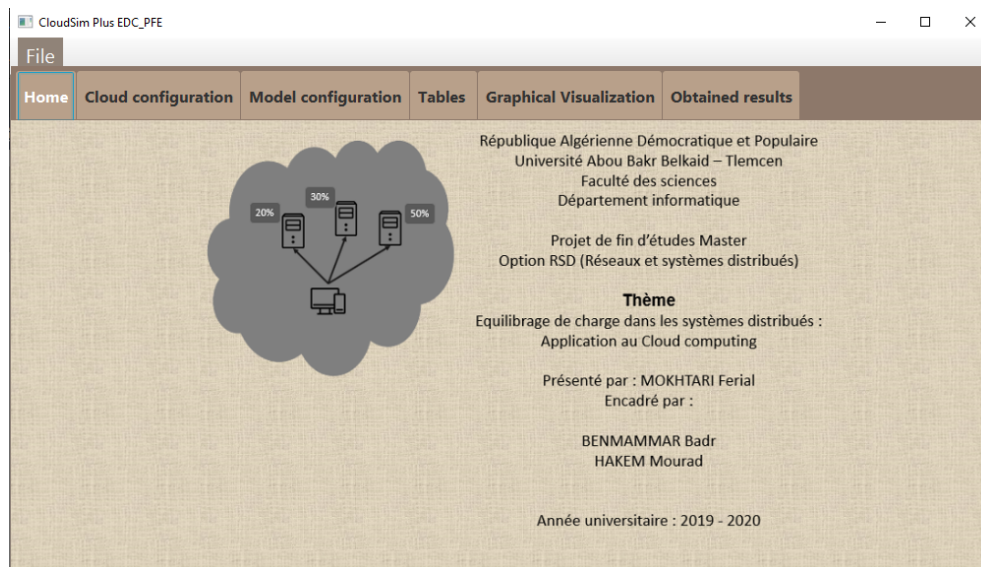 CloudSim Plus EDC_PFE
File
Home Cloud configuration Model configuration Tables Graphical Visualization Obtained results
20%
30%
50%
République Algérienne Démocratique et Populaire
Université Abou Bakr Belkaid – Tlemcen
Faculté des sciences
Département informatique
Projet de fin d'études Master
Option RSD (Réseaux et systèmes distribués)
Thème
Equilibrage de charge dans les systèmes distribués :
Application au Cloud computing
Présenté par : MOKHTARI Ferial
Encadré par :
BENMAMMAR Badr
HAKEM Mourad
Année universitaire : 2019 - 2020